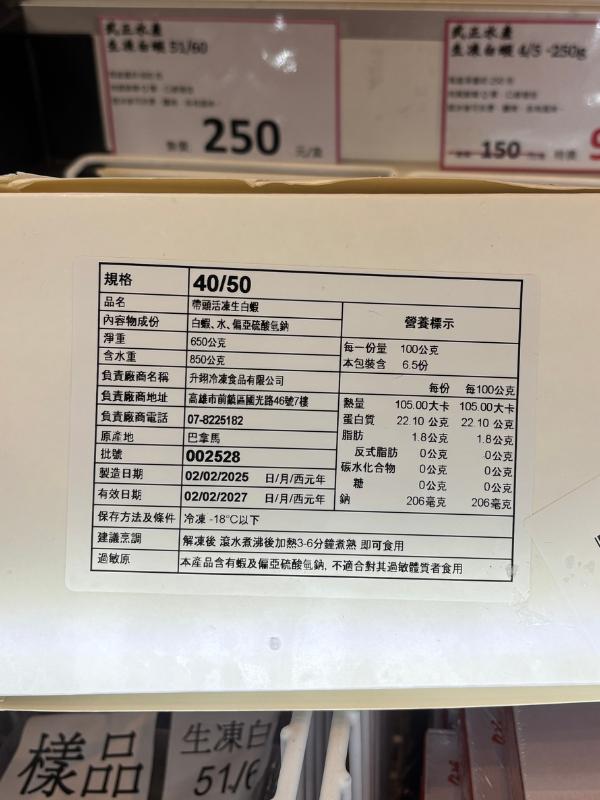 武正水產
生凍白蝦 51/60
250
元/盒
武正水產
生凍白蝦 4/5 -250g
150
特價
規格 40/50
品名 帶頭活凍生白蝦
內容物成份 白蝦、水、偏亞硫酸氫鈉
淨重 650公克
含水重 850公克
負責廠商名稱 升翔冷凍食品有限公司
負責廠商地址 高雄市前鎮區國光路46號7樓
負責廠商電話 07-8225182
原產地 巴拿馬
批號 002528
製造日期 02/02/2025 日/月/西元年
有效日期 02/02/2027 日/月/西元年
營養標示
每一份量 100公克
本包裝含 6.5份
每份 每100公克
熱量 105.00大卡 105.00大卡
蛋白質 22.10 公克 22.10 公克
脂肪 1.8公克 1.8公克
反式脂肪 0公克 0公克
碳水化合物 0公克 0公克
糖 0公克 0公克
鈉 206毫克 206毫克
保存方法及條件 冷凍 -18°C以下
建議烹調 解凍後 滾水煮沸後加熱3-6分鐘煮熟 即可食用
過敏原 本產品含有蝦及偏亞硫酸氫鈉, 不適合對其過敏體質者食用
樣品
生凍白
51/6